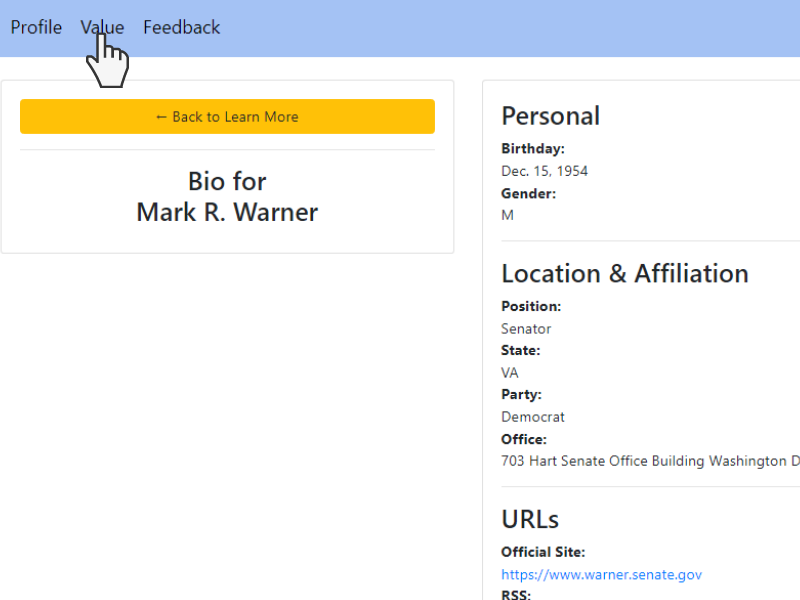 Profile Value Feedback
← Back to Learn More
Bio for
Mark R. Warner
Personal
Birthday:
Dec. 15, 1954
Gender:
M
Location & Affiliation
Position:
Senator
State:
VA
Party:
Democrat
Office:
703 Hart Senate Office Building Washington D
URLs
Official Site:
https://www.warner.senate.gov
RSS: